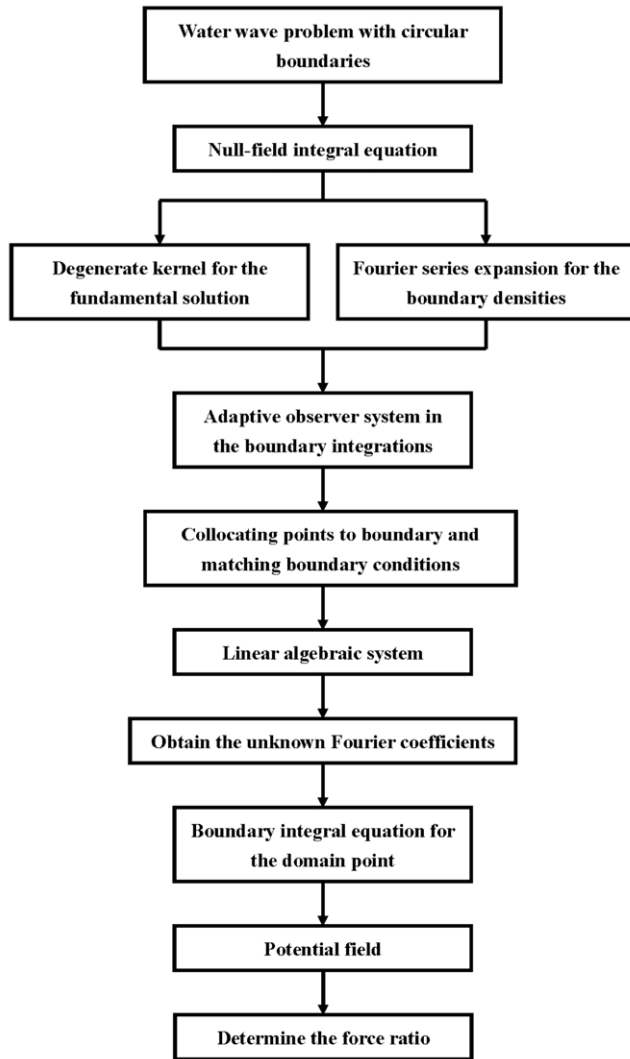 Water wave problem with circular
boundaries
Null-field integral equation
Degenerate kernel for the
fundamental solution
Fourier series expansion for the
boundary densities
Adaptive observer system in
the boundary integrations
Collocating points to boundary and
matching boundary conditions
Linear algebraic system
Obtain the unknown Fourier coefficients
Boundary integral equation for
the domain point
Potential field
Determine the force ratio